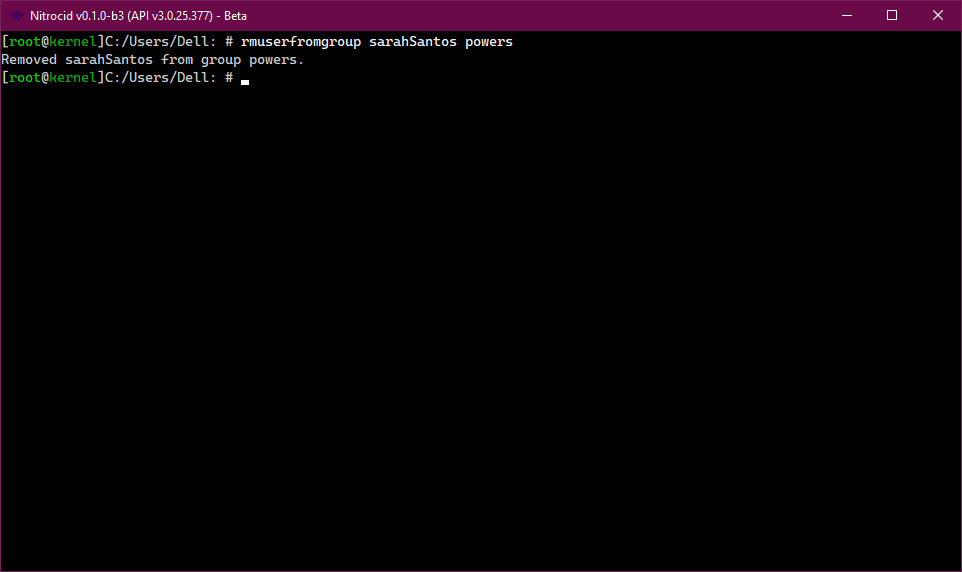 Nitrocid v0.1.0-b3 (API v3.0.25.377) - Beta
[root@kernel]C:/Users/Dell: # rmuserfromgroup sarahSantos powers
Removed sarahSantos from group powers.
[root@kernel]C:/Users/Dell: #